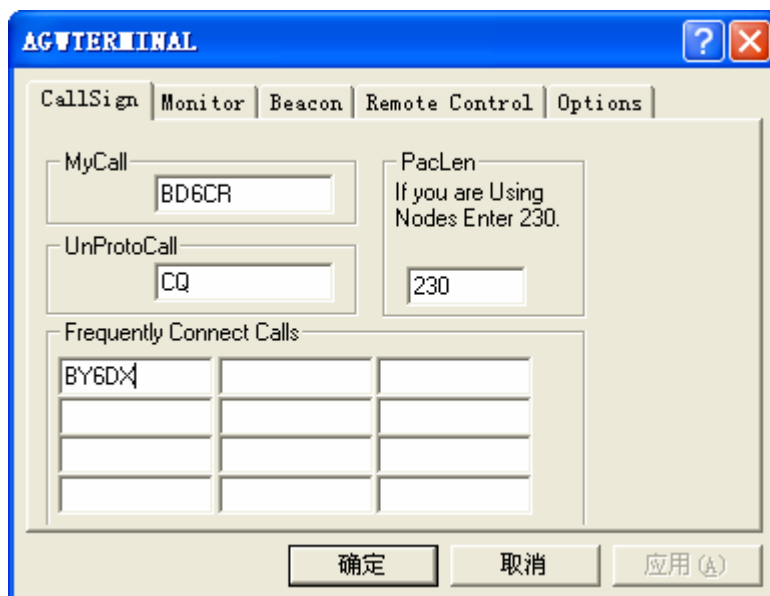 AGWTERMINAL
CallSign Monitor Beacon Remote Control Options
MyCall
BD6CR
UnProtoCall
CQ
PacLen
If you are Using
Nodes Enter 230.
230
Frequently Connect Calls
BY6DX
确定 取消 应用(A)